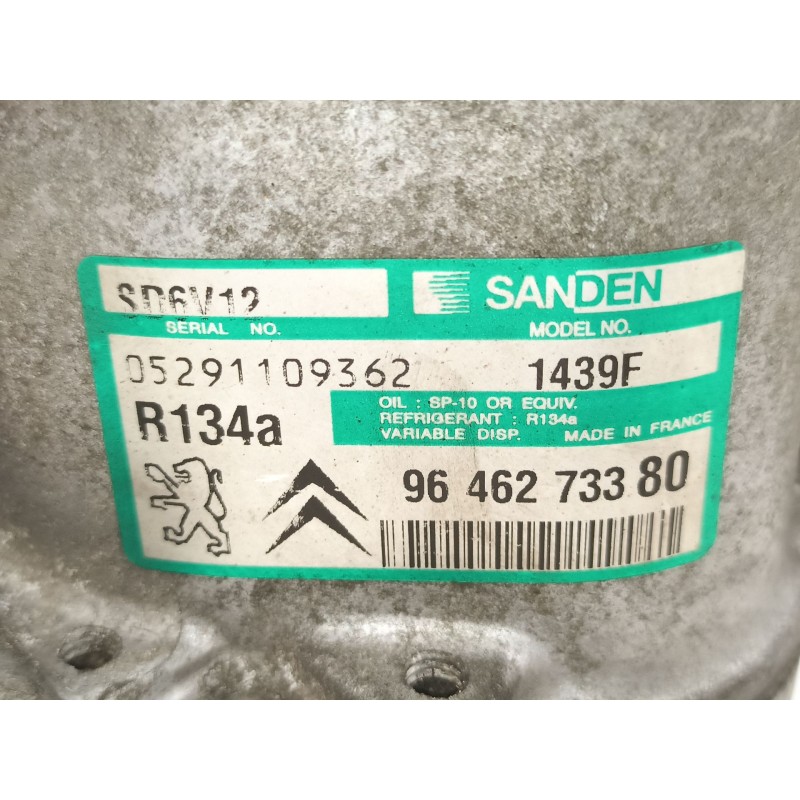 SD6V12
SANDEN
SERIAL NO.
MODEL NO.
05291109362
1439F
R134a
OIL : SP-10 OR EQUIV.
REFRIGERANT : R134a
VARIABLE DISP. MADE IN FRANCE
96 462 733 80